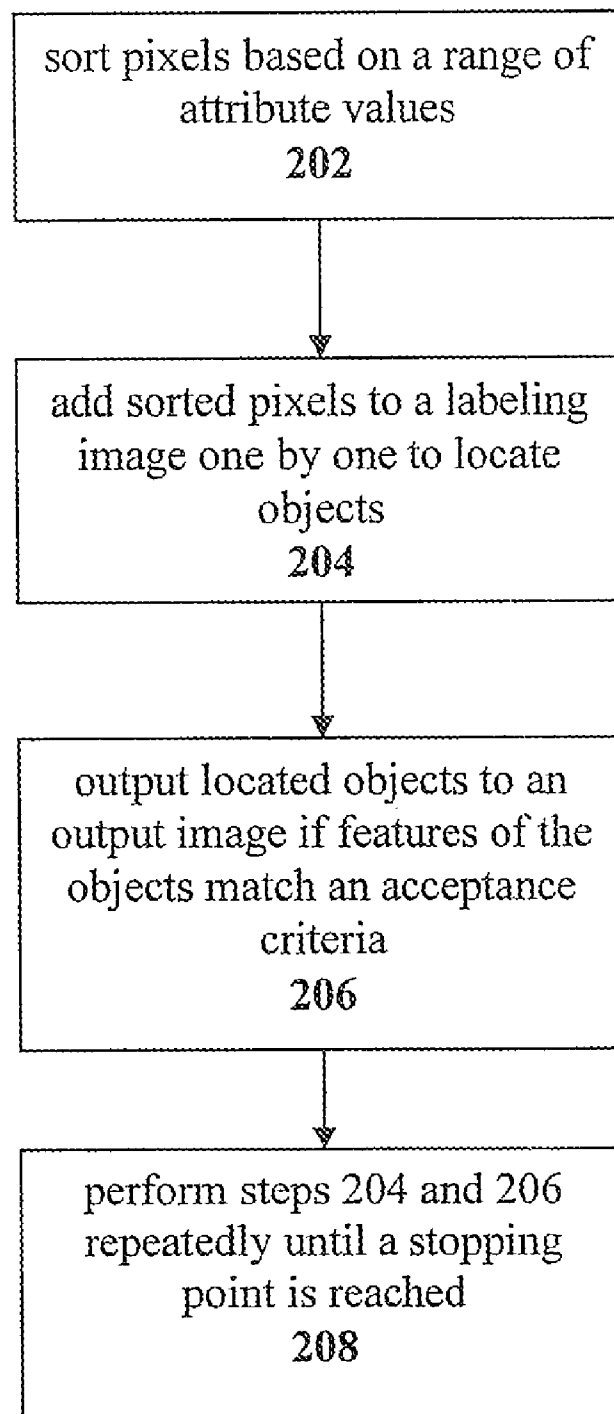 sort pixels based on a range of
attribute values
202
add sorted pixels to a labeling
image one by one to locate
objects
204
output located objects to an
output image if features of the
objects match an acceptance
criteria
206
perform steps 204 and 206
repeatedly until a stopping
point is reached
208